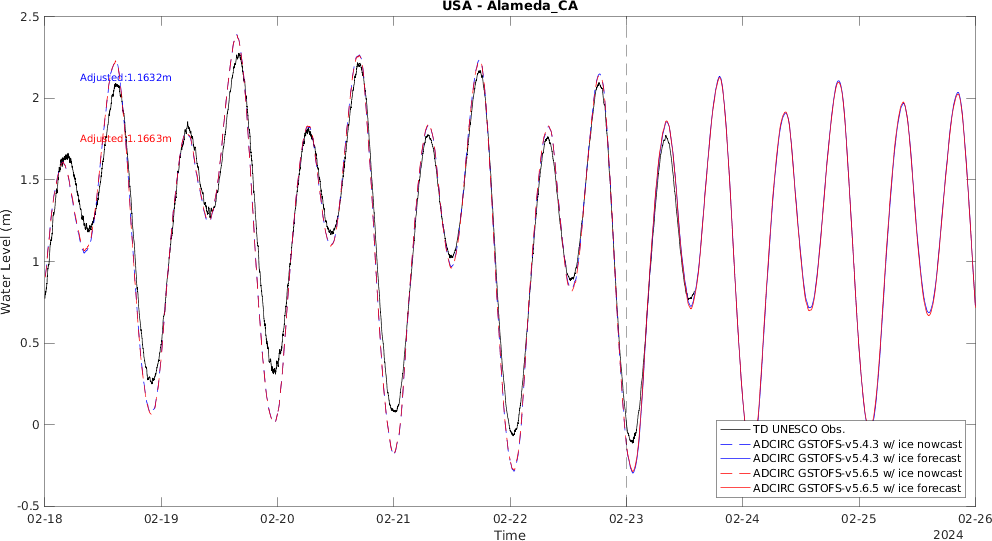 USA - Alameda_CA
2.5
Adjusted:1.1632m
2
Adjusted:1.1663m
1.5
Water Level (m)
1
0.5
0
-0.5
TD UNESCO Obs.
ADCIRC GSTOFS-v5.4.3 w/ ice nowcast
ADCIRC GSTOFS-v5.4.3 w/ ice forecast
ADCIRC GSTOFS-v5.6.5 w/ ice nowcast
ADCIRC GSTOFS-v5.6.5 w/ ice forecast
02-18 02-19 02-20 02-21 02-22 02-23 02-24 02-25 02-26
Time
2024